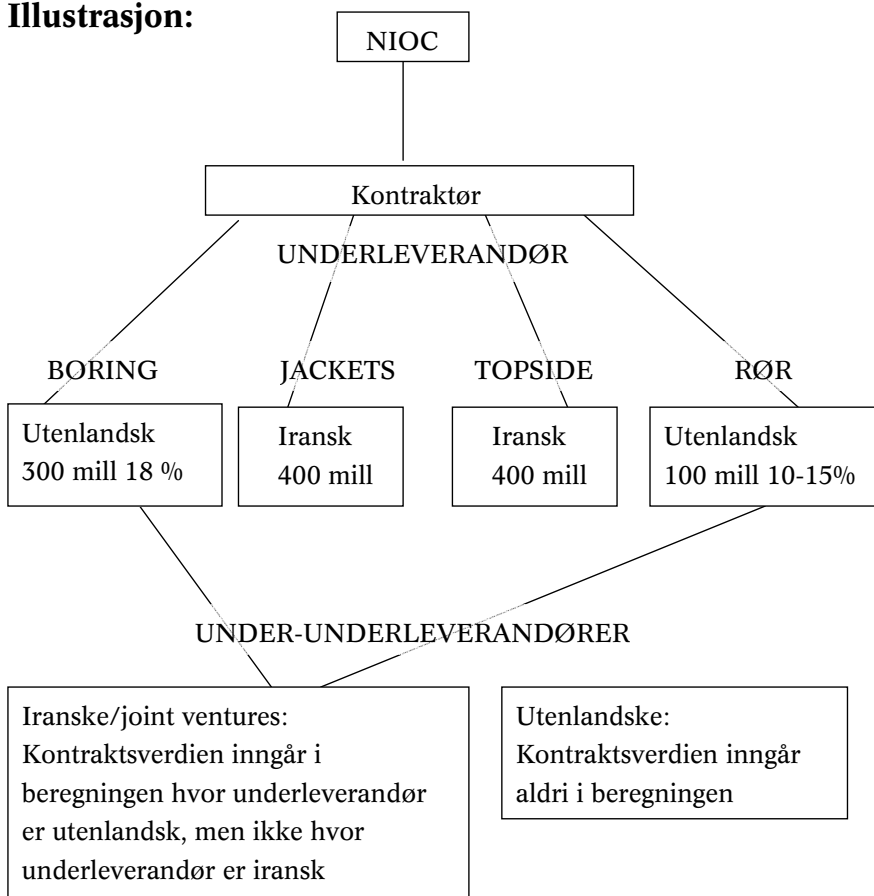 Illustrasjon:
NIOC
Kontraktør
UNDERLEVERANDØR
BORING
JACKETS
TOPSIDE
RØR
Utenlandsk
300 mill 18 %
Iransk
400 mill
Iransk
400 mill
Utenlandsk
100 mill 10-15%
UNDER-UNDERLEVERANDØRER
Iranske/joint ventures:
Kontraktsverdien inngår i
beregningen hvor underleverandør
er utenlandsk, men ikke hvor
underleverandør er iransk
Utenlandske:
Kontraktsverdien inngår
aldri i beregningen